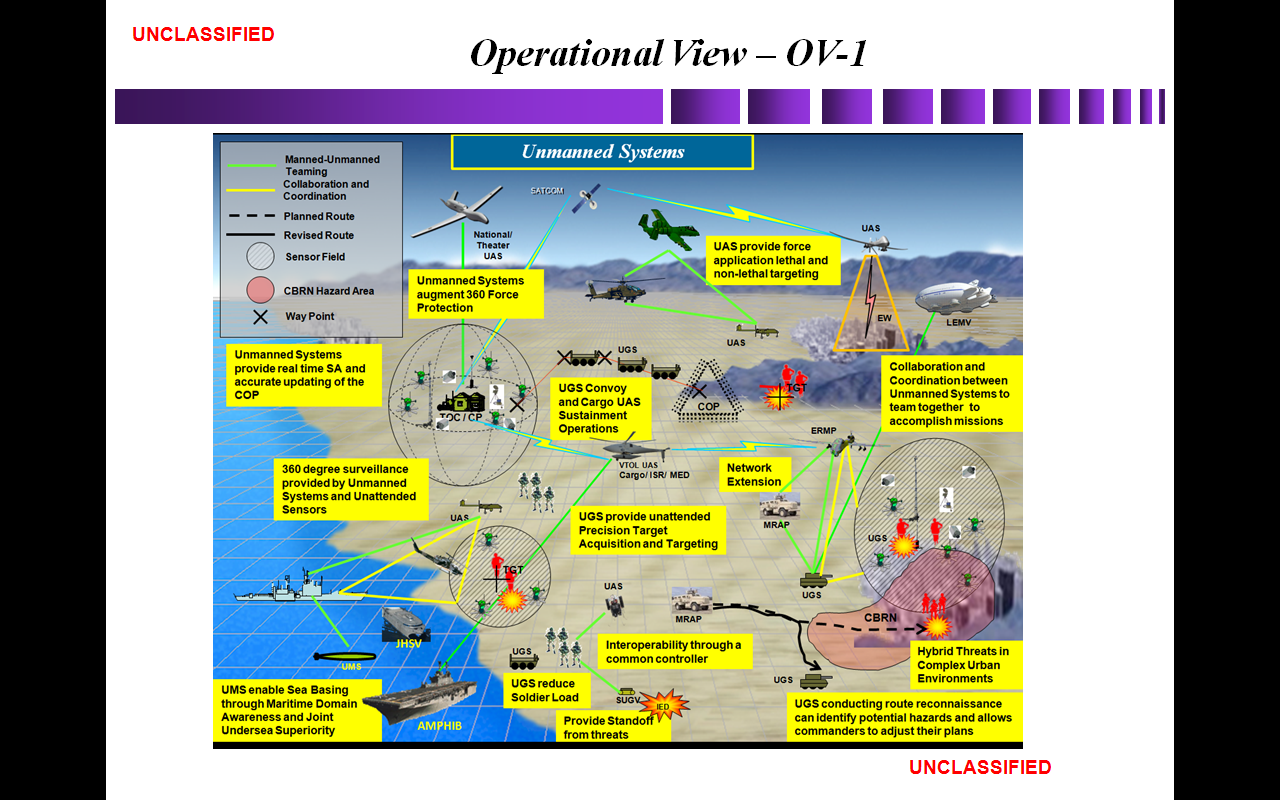 UNCLASSIFIED
Operational View – OV-1
Unmanned Systems
Manned-Unmanned
Teaming
Collaboration and
Coordination
Planned Route
Revised Route
Sensor Field
CBRN Hazard Area
Way Point
SATCOM
National/
Theater
UAS
UAS
UAS provide force
application lethal and
non-lethal targeting
Unmanned Systems
augment 360 Force
Protection
EW
LEMV
UAS
Unmanned Systems
provide real time SA and
accurate updating of the
COP
UGS
UGS Convoy
and Cargo UAS
Sustainment
Operations
COP
TGT
Collaboration and
Coordination between
Unmanned Systems to
team together to
accomplish missions
TOC / CP
ERMP
VTOL UAS
Cargo/ ISR/ MED
Network
Extension
360 degree surveillance
provided by Unmanned
Systems and Unattended
Sensors
UAS
MRAP
UGS provide unattended
Precision Target
Acquisition and Targeting
UGS
TGT
UAS
UGS
MRAP
CBRN
JHSV
UMS
UGS
Interoperability through a
common controller
Hybrid Threats in
Complex Urban
Environments
UGS
UGS reduce
Soldier Load
SUGV
IED
UMS enable Sea Basing
through Maritime Domain
Awareness and Joint
Undersea Superiority
AMPHIB
Provide Standoff
from threats
UGS conducting route reconnaissance
can identify potential hazards and allows
commanders to adjust their plans
UNCLASSIFIED